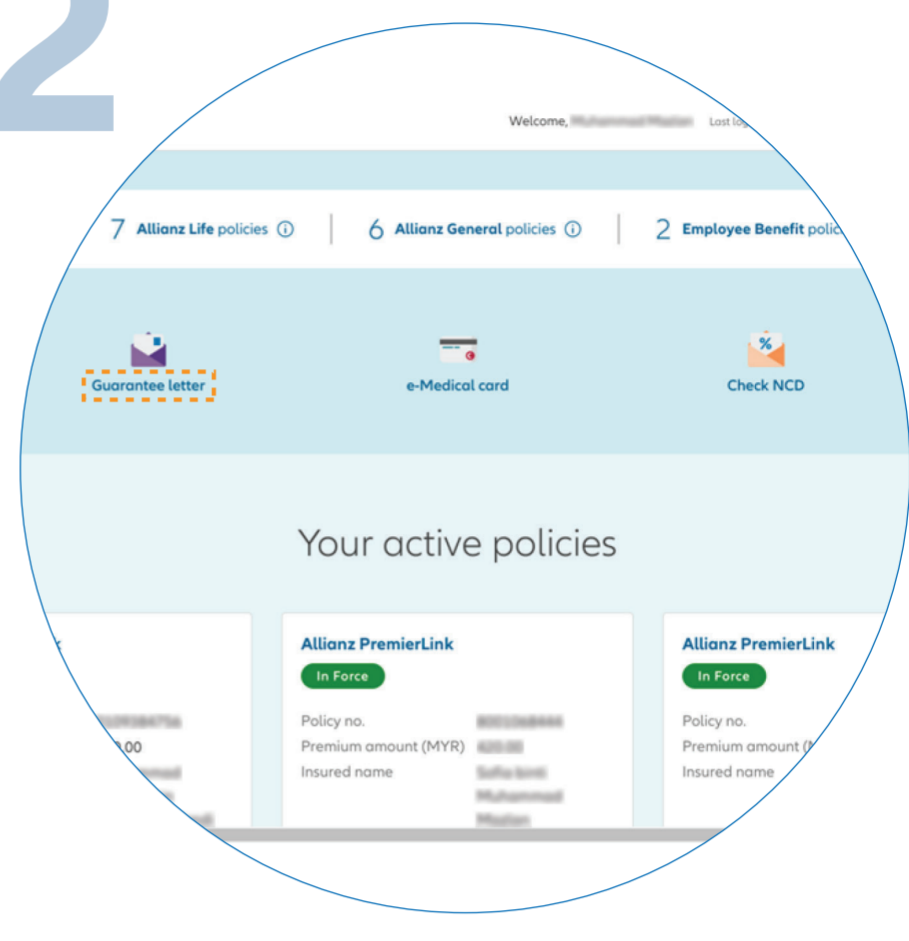 2
Welcome,
7 Allianz Life policies
6 Allianz General policies
2 Employee Benefit
%
Guarantee letter
e-Medical card
Check NCD
Your active policies
Allianz PremierLink
Allianz PremierLink
In Force
In Force
Policy no.
Policy no.
.00
Premium amount (MYR)
Premium amount
Insured name
Insured name